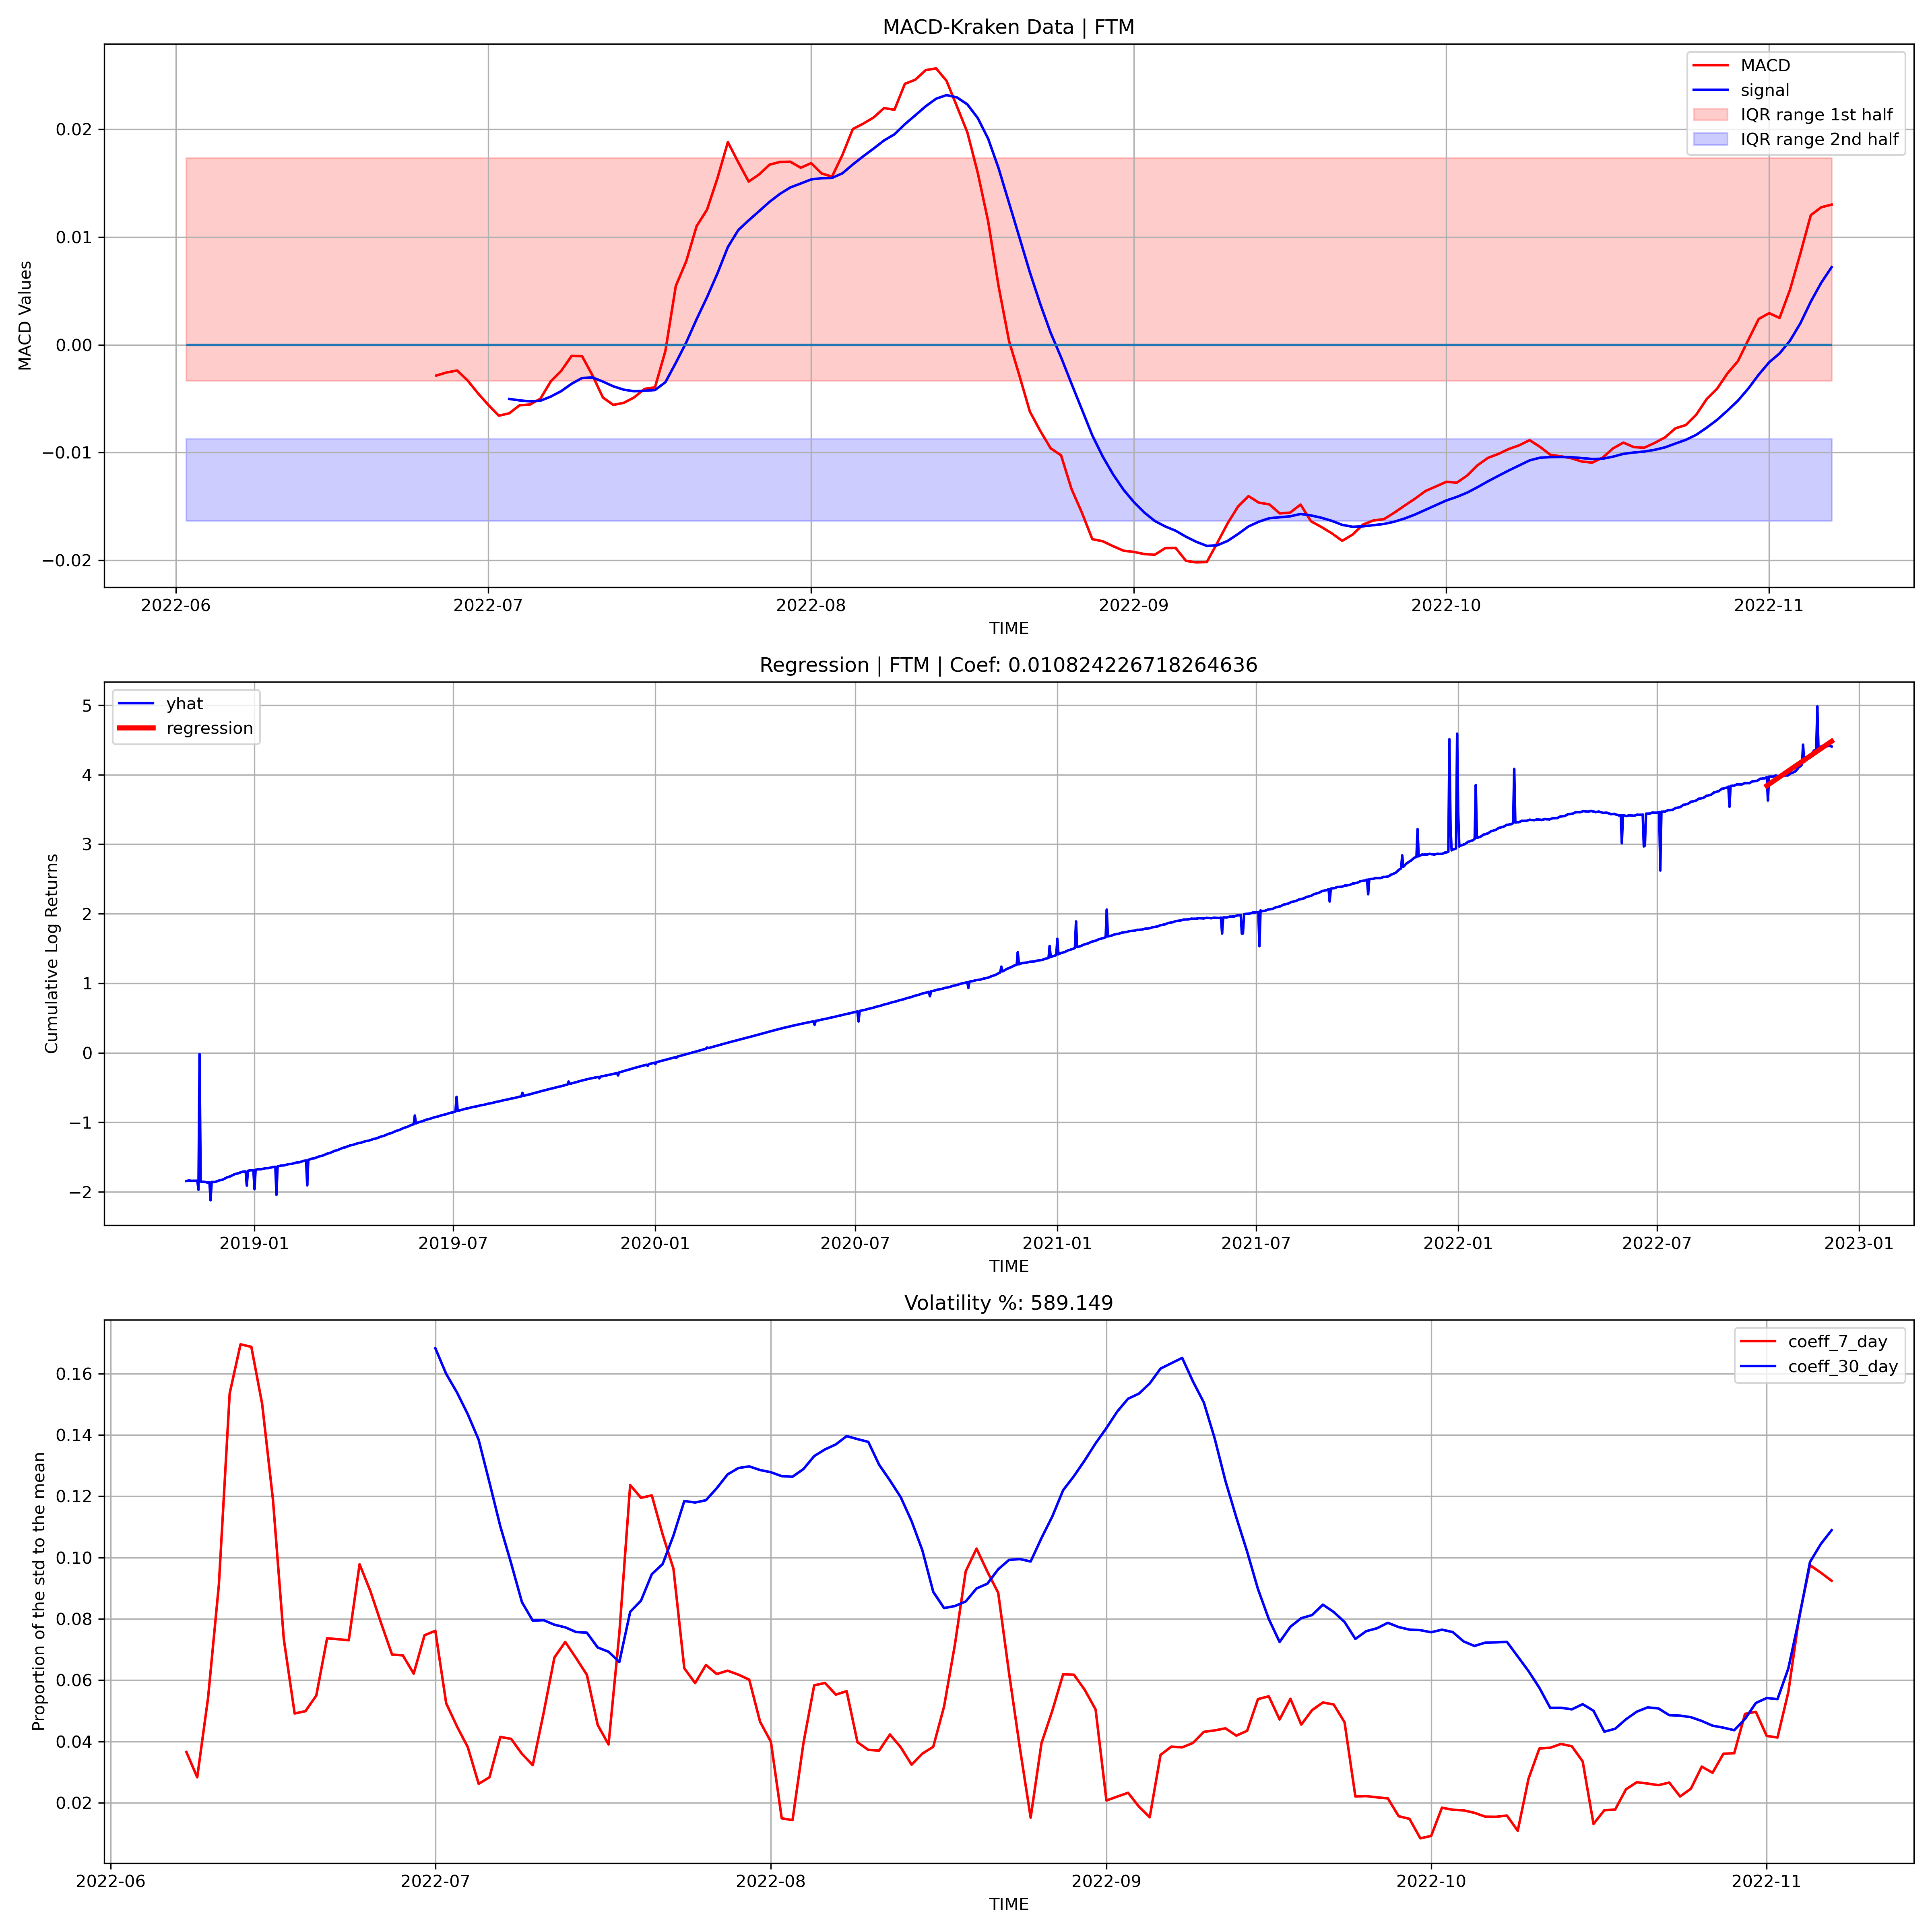 MACD-Kraken Data | FTM
MACD
signal
IQR range 1st half
IQR range 2nd half
0.02
0.01
0.00
−0.01
−0.02
MACD Values
2022-06 2022-07 2022-08 2022-09 2022-10 2022-11
TIME
Regression | FTM | Coef: 0.010824226718264636
yhat
regression
5
4
3
2
1
0
−1
−2
Cumulative Log Returns
2019-01 2019-07 2020-01 2020-07 2021-01 2021-07 2022-01 2022-07 2023-01
TIME
Volatility %: 589.149
coeff_7_day
coeff_30_day
0.16
0.14
0.12
0.10
0.08
0.06
0.04
0.02
Proportion of the std to the mean
2022-06 2022-07 2022-08 2022-09 2022-10 2022-11
TIME